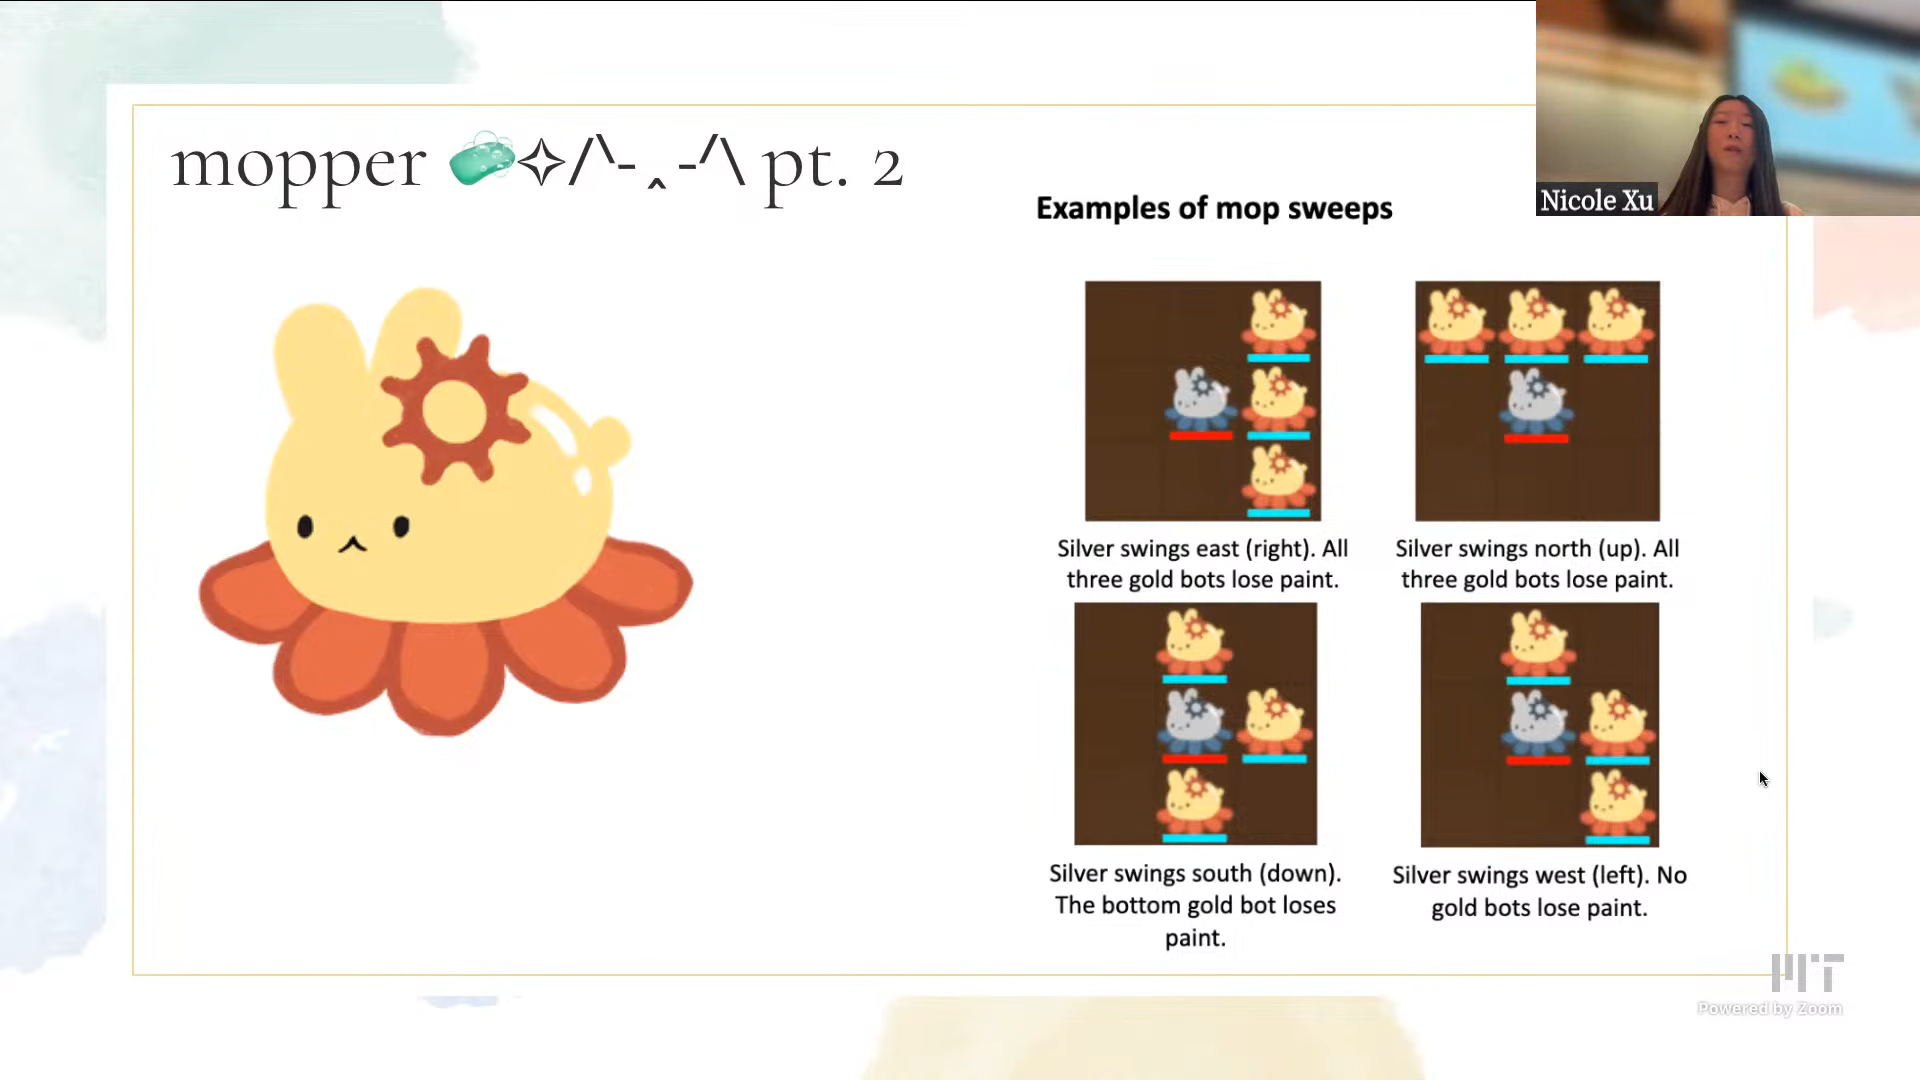 mopper 🧼✧/ᐠ-ꞈ-ᐟ\ pt. 2
Nicole Xu
Examples of mop sweeps
Silver swings east (right). All
three gold bots lose paint.
Silver swings north (up). All
three gold bots lose paint.
Silver swings south (down).
The bottom gold bot loses
paint.
Silver swings west (left). No
gold bots lose paint.
MIT
Powered by Zoom